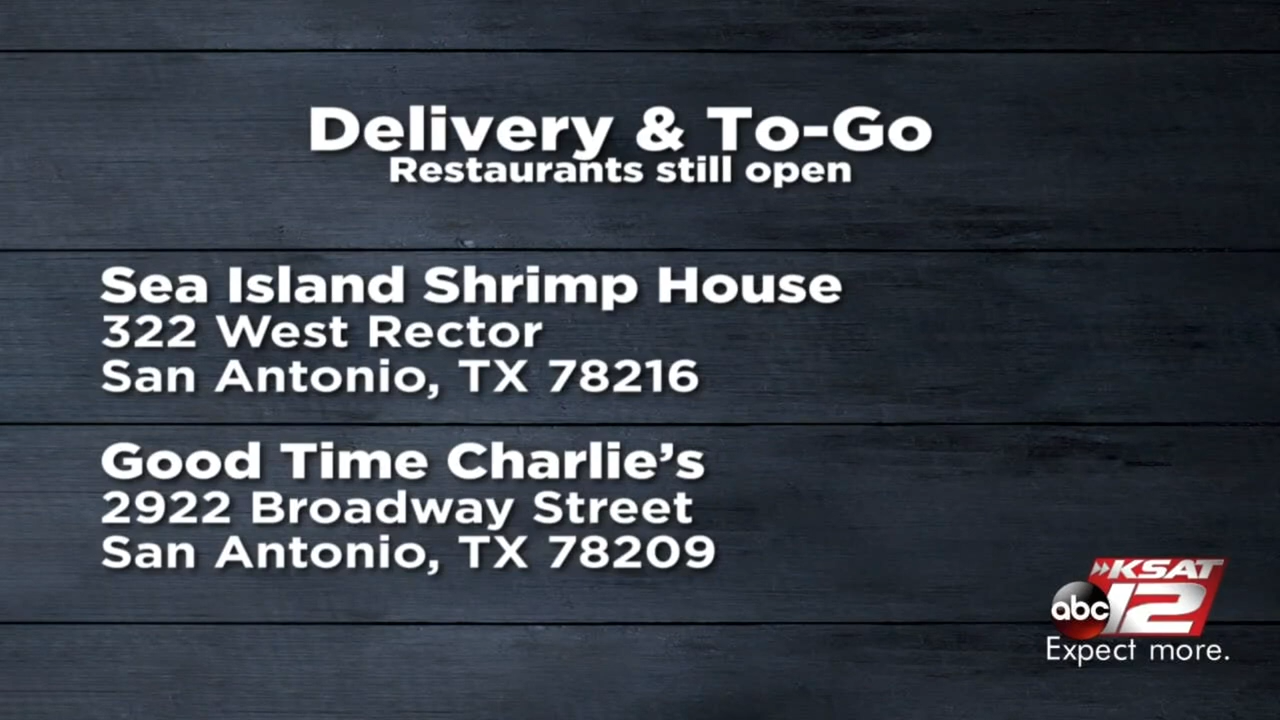 Delivery & To-Go
Restaurants still open
Sea Island Shrimp House
322 West Rector
San Antonio, TX 78216
Good Time Charlie’s
2922 Broadway Street
San Antonio, TX 78209
KSAT
abc 12
Expect more.